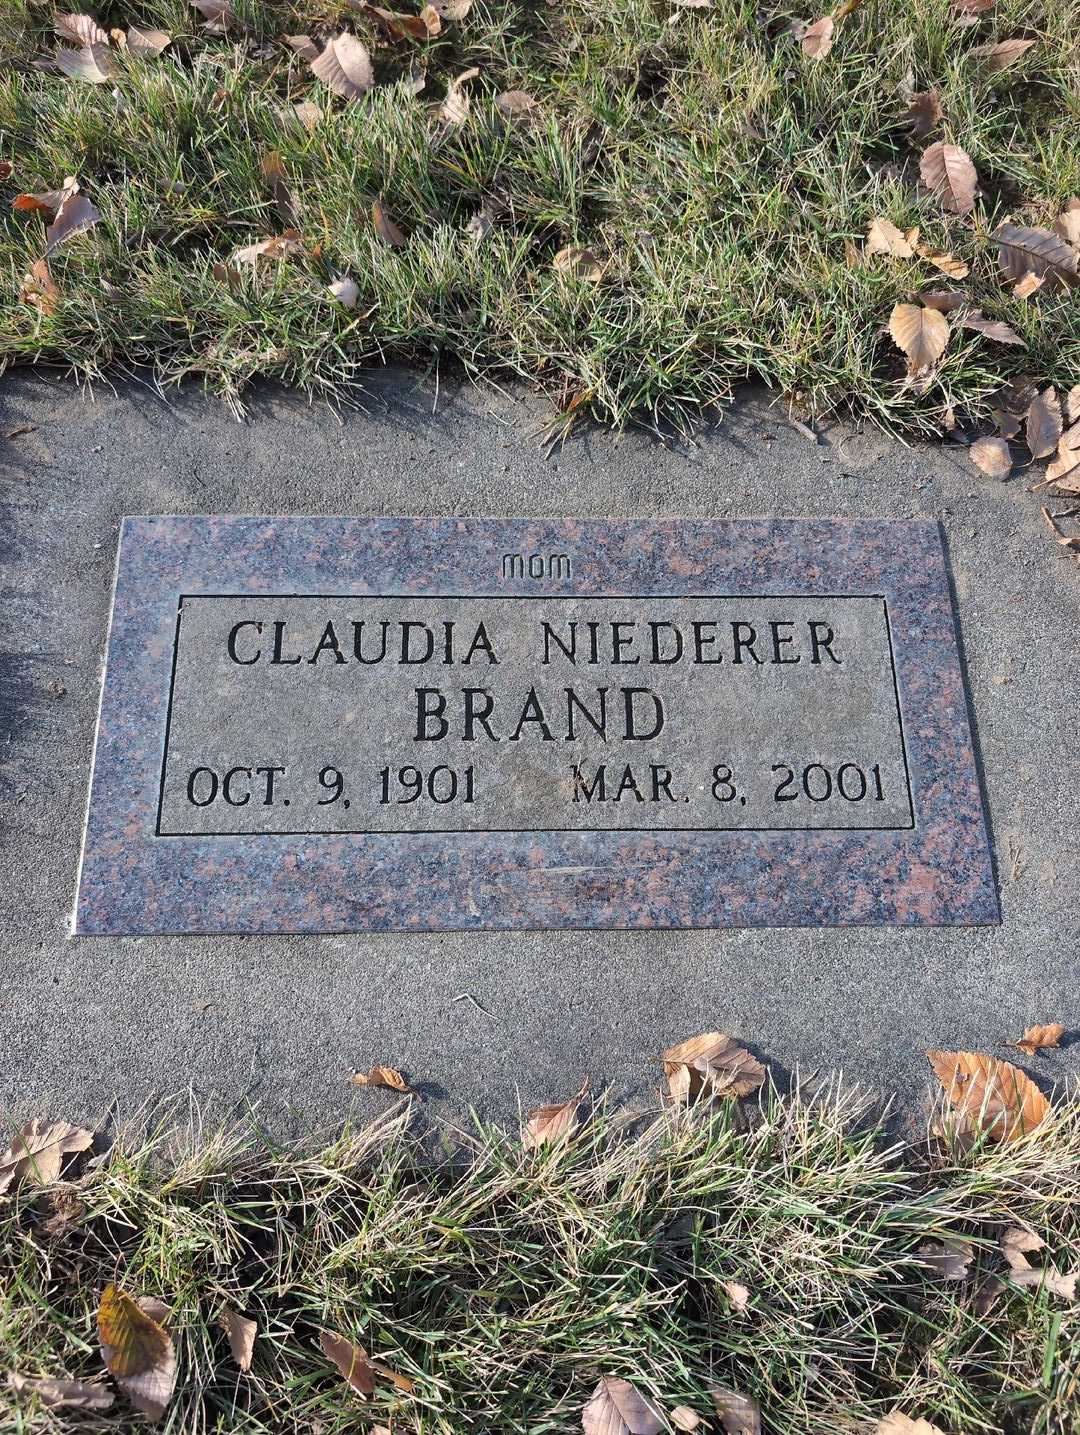 mom
CLAUDIA NIEDERER
BRAND
OCT. 9, 1901 MAR. 8, 2001